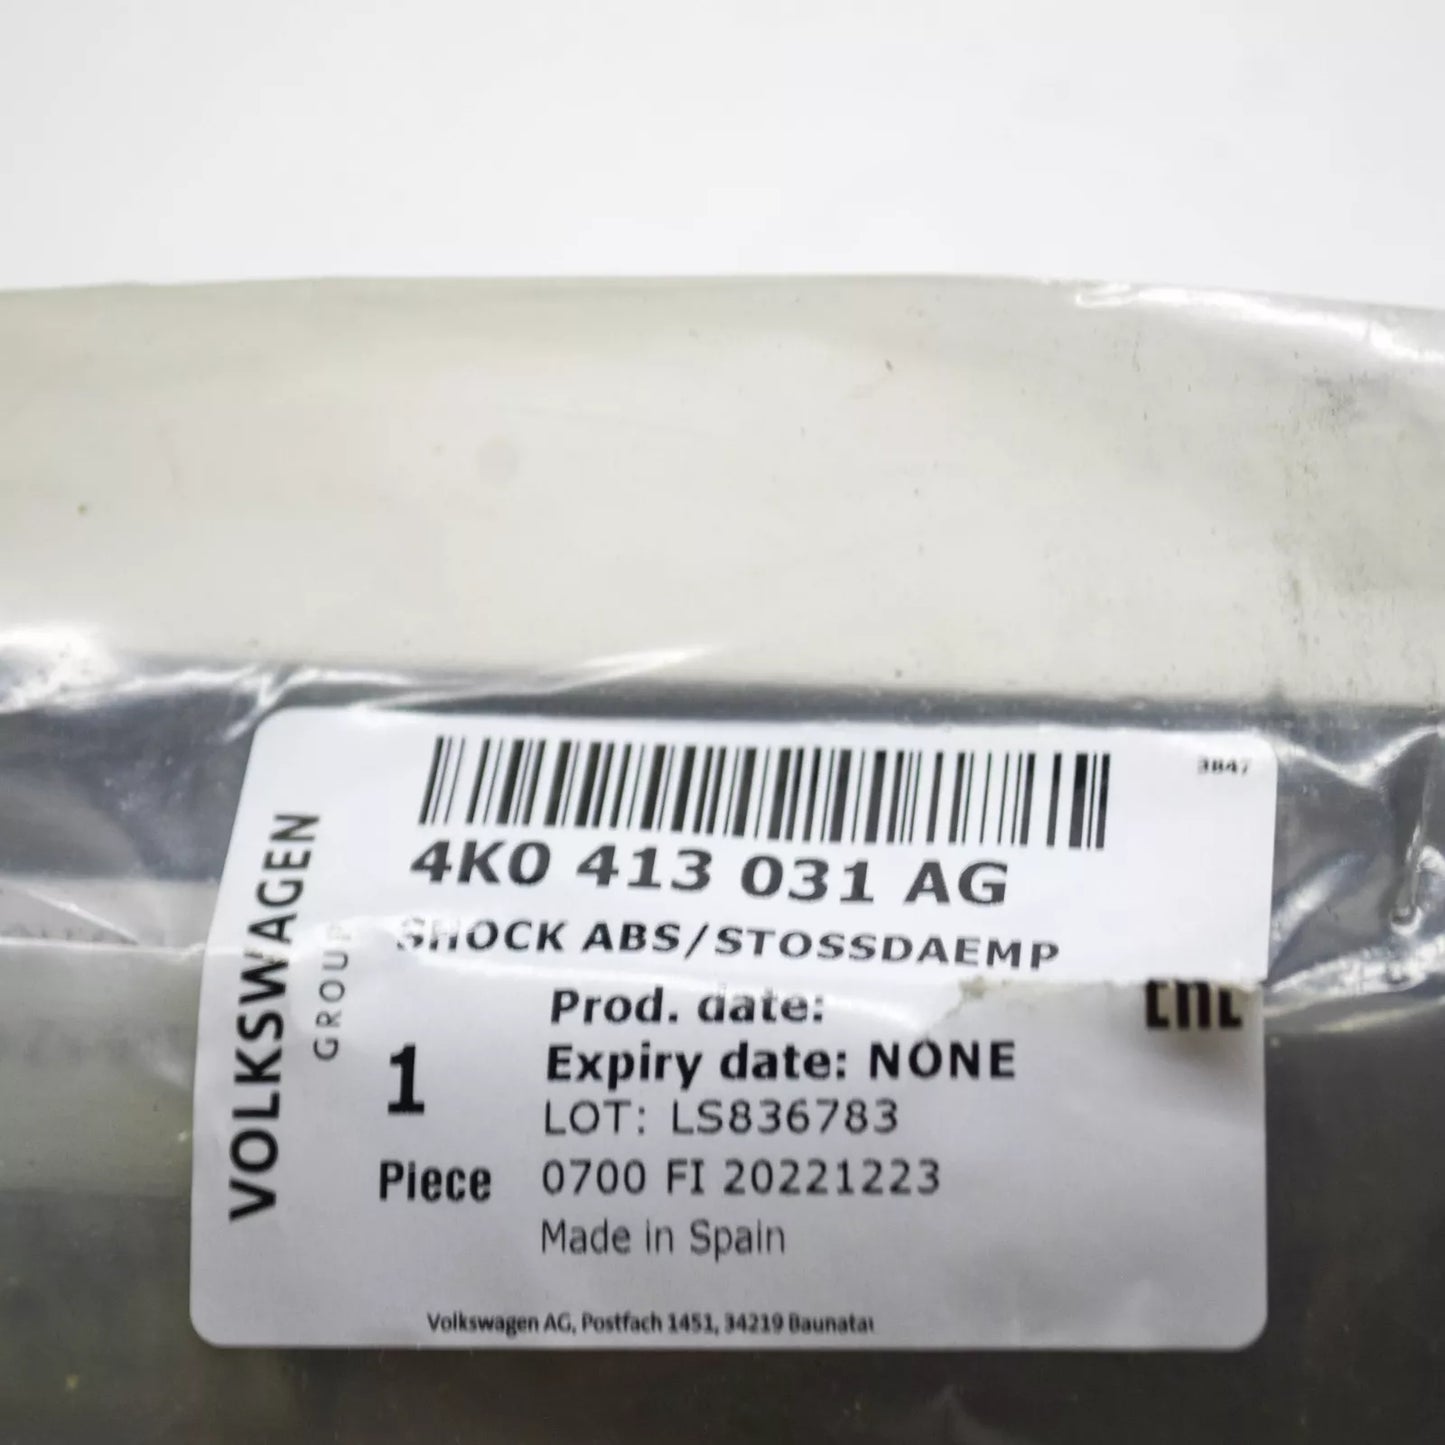 3847
4K0 413 031 AG
SHOCK ABS/STOSSDAEMP
Prod. date:
Expiry date: NONE
1
LOT: LS836783
Piece
0700 FI 20221223
Made in Spain
Volkswagen AG, Postfach 1451, 34219 Baunatal
VOLKSWAGEN
GROUP